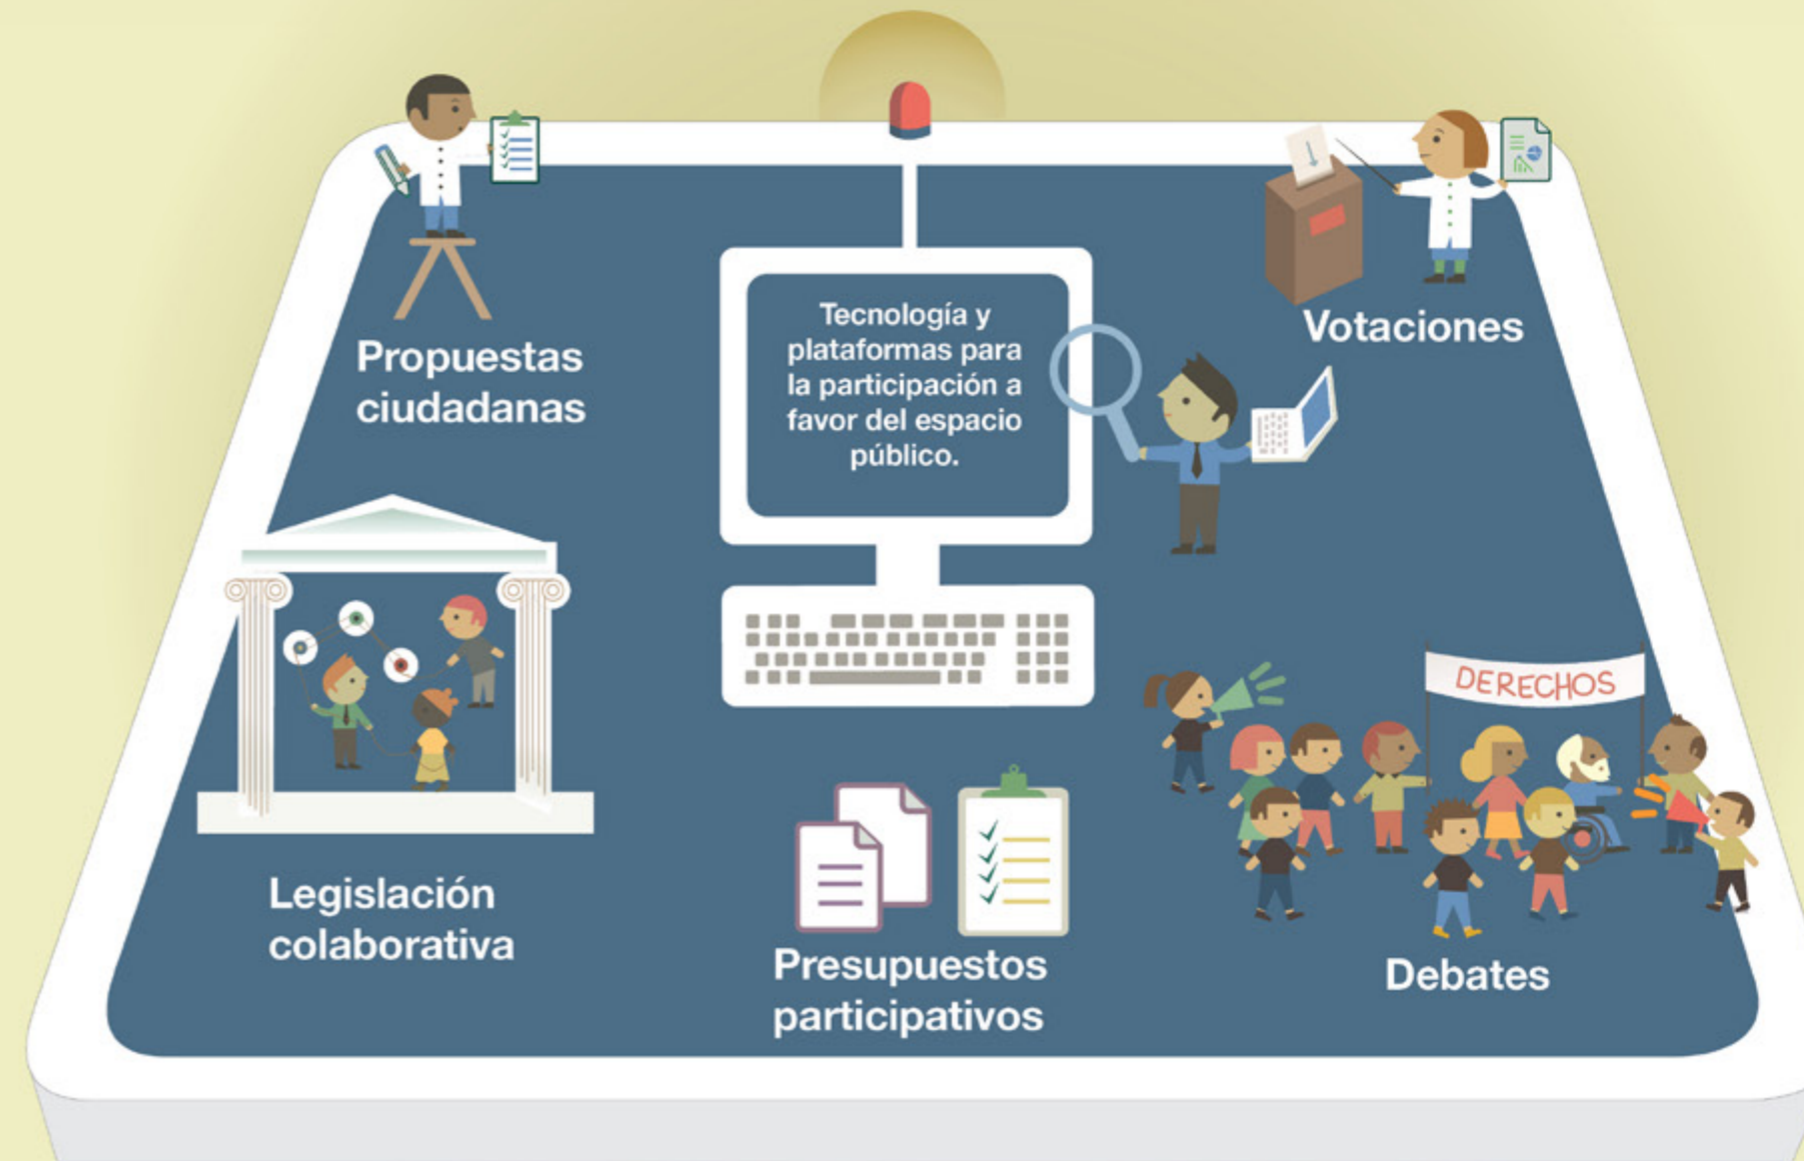 Propuestas
ciudadanas
Tecnología y
plataformas para
la participación a
favor del espacio
público.
Votaciones
Legislación
colaborativa
Presupuestos
participativos
DERECHOS
Debates